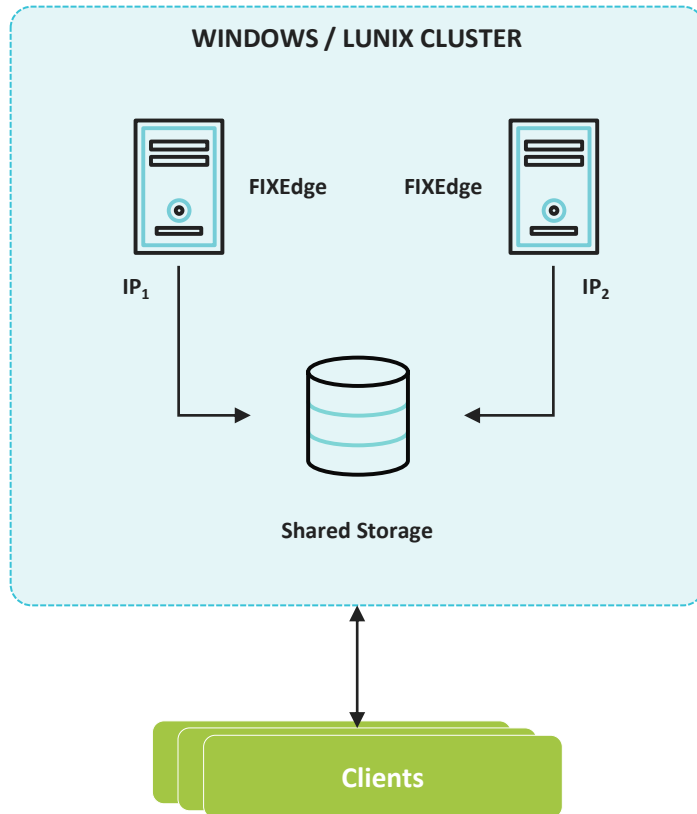 WINDOWS / LUNIX CLUSTER
FIXEdge
FIXEdge
IP1
IP2
Shared Storage
Clients